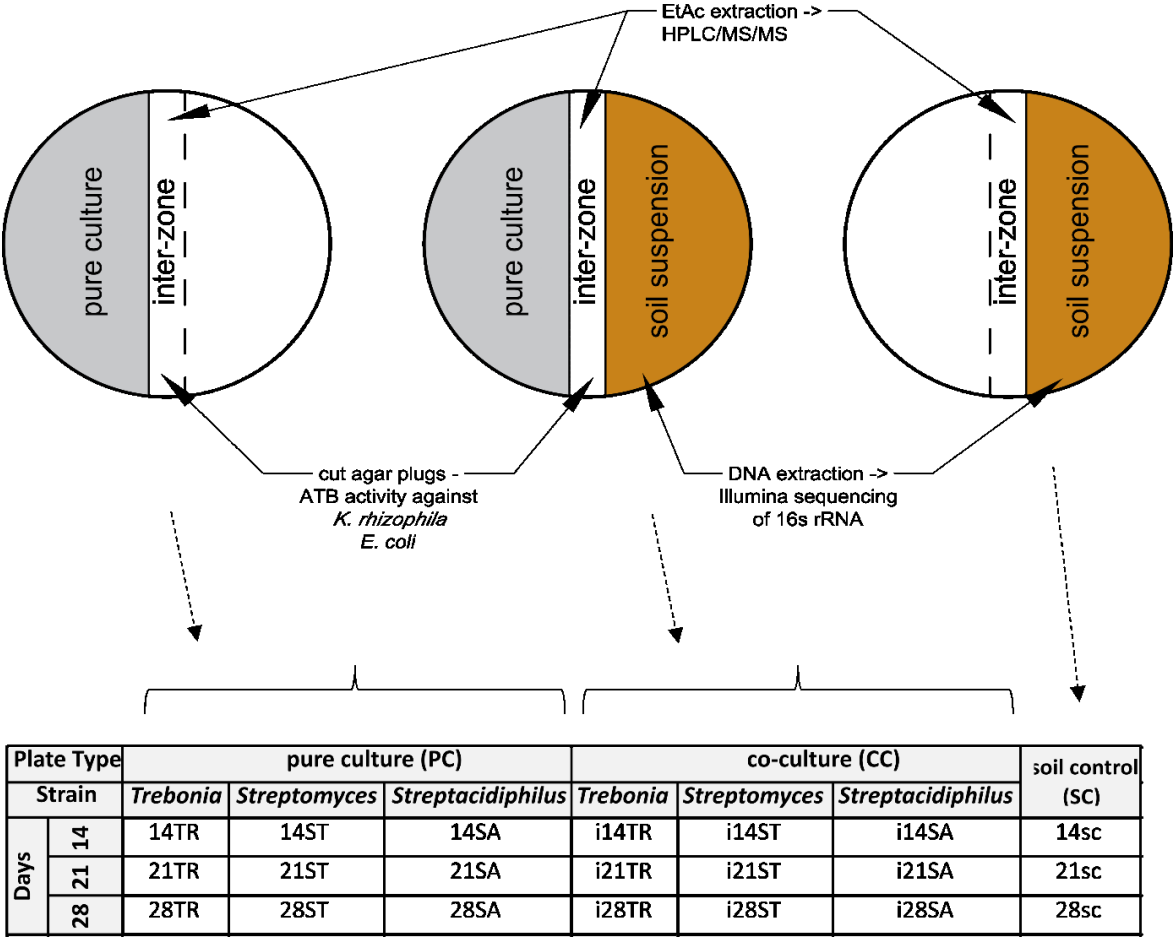 EtAc extraction ->
HPLC/MS/MS
pure culture
inter-zone
pure culture
inter-zone
soil suspension
inter-zone
soil suspension
cut agar plugs -
ATB activity against
K. rhizophila
E. coli
DNA extraction ->
Illumina sequencing
of 16s rRNA
Plate Type pure culture (PC) co-culture (CC) soil control (SC)
Strain Trebonia Streptomyces Streptacidiphilus Trebonia Streptomyces Streptacidiphilus
Days 14 14TR 14ST 14SA i14TR i14ST i14SA 14sc
21 21TR 21ST 21SA i21TR i21ST i21SA 21sc
28 28TR 28ST 28SA i28TR i28ST i28SA 28sc